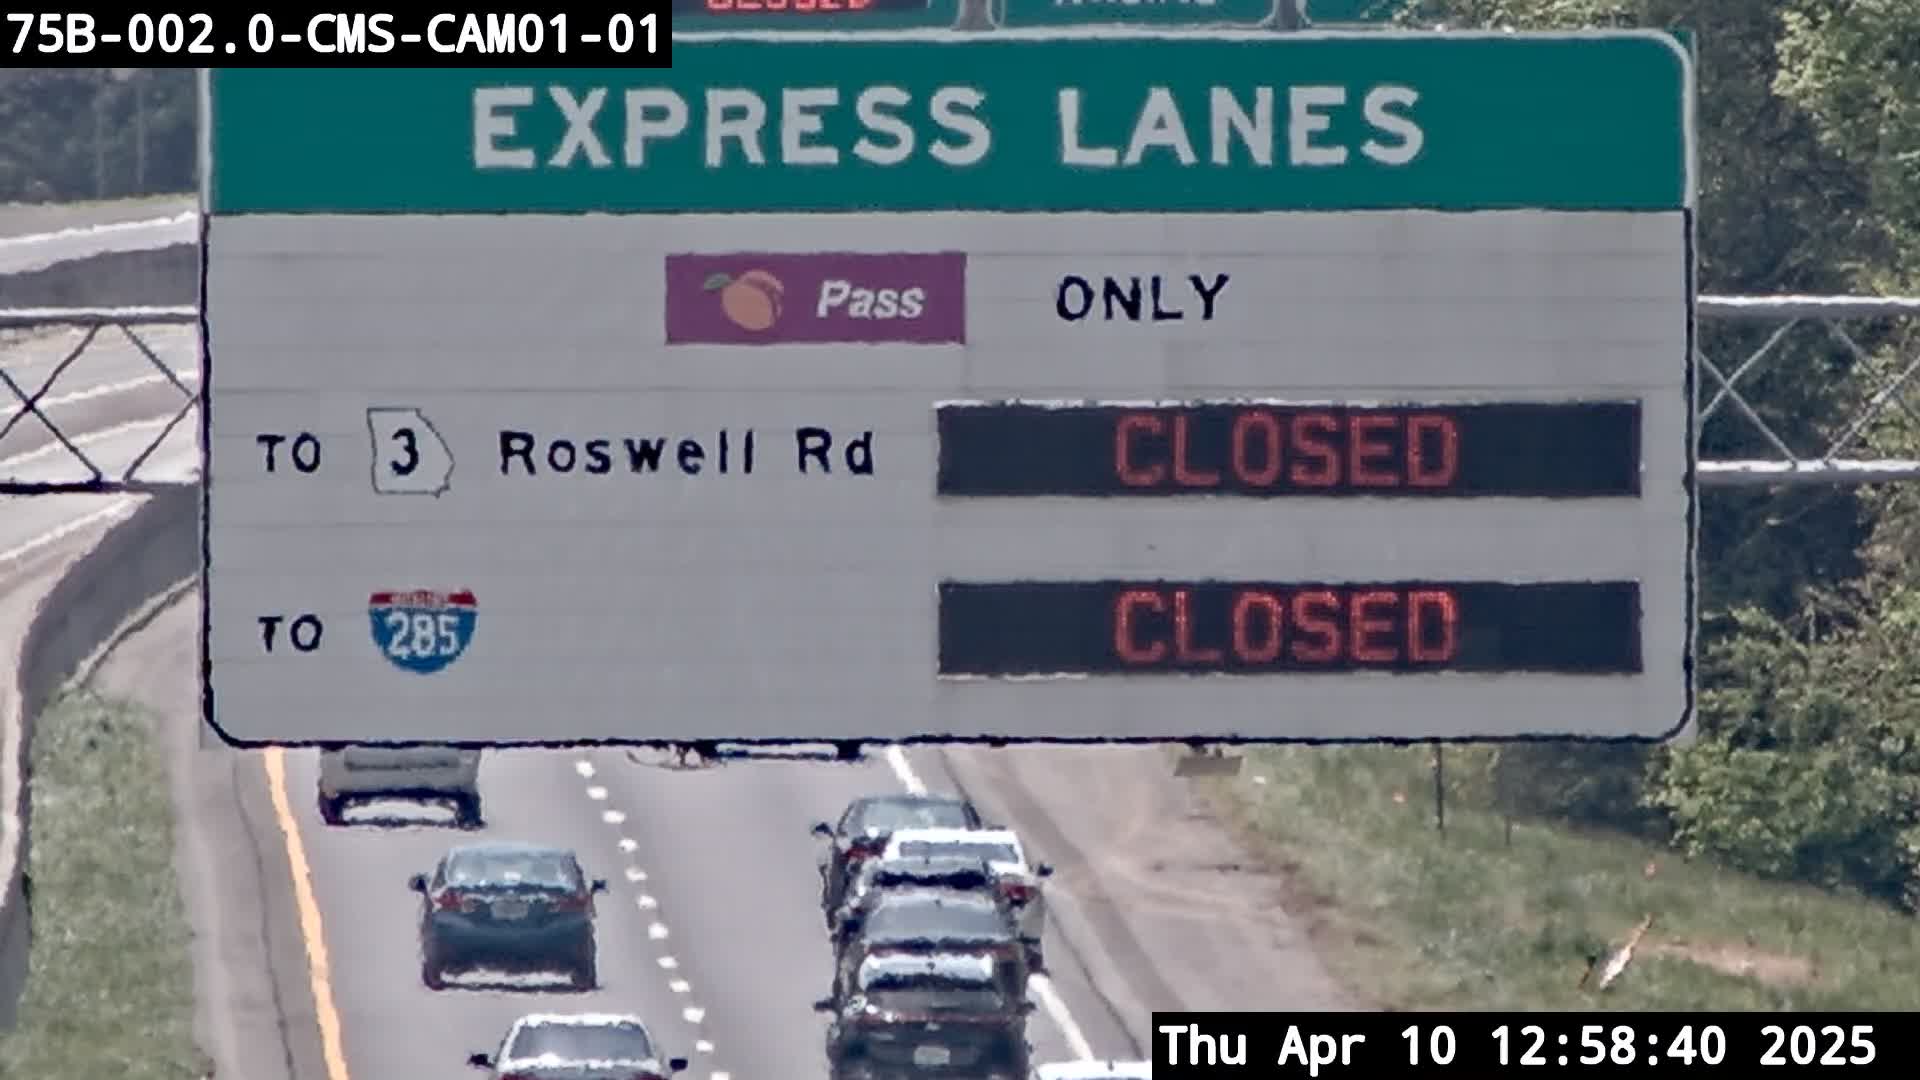 75B-002.0-CMS-CAM01-01
CLOSED
EXPRESS LANES
Pass ONLY
TO 3 Roswell Rd CLOSED
TO 285 CLOSED
Thu Apr 10 12:58:40 2025